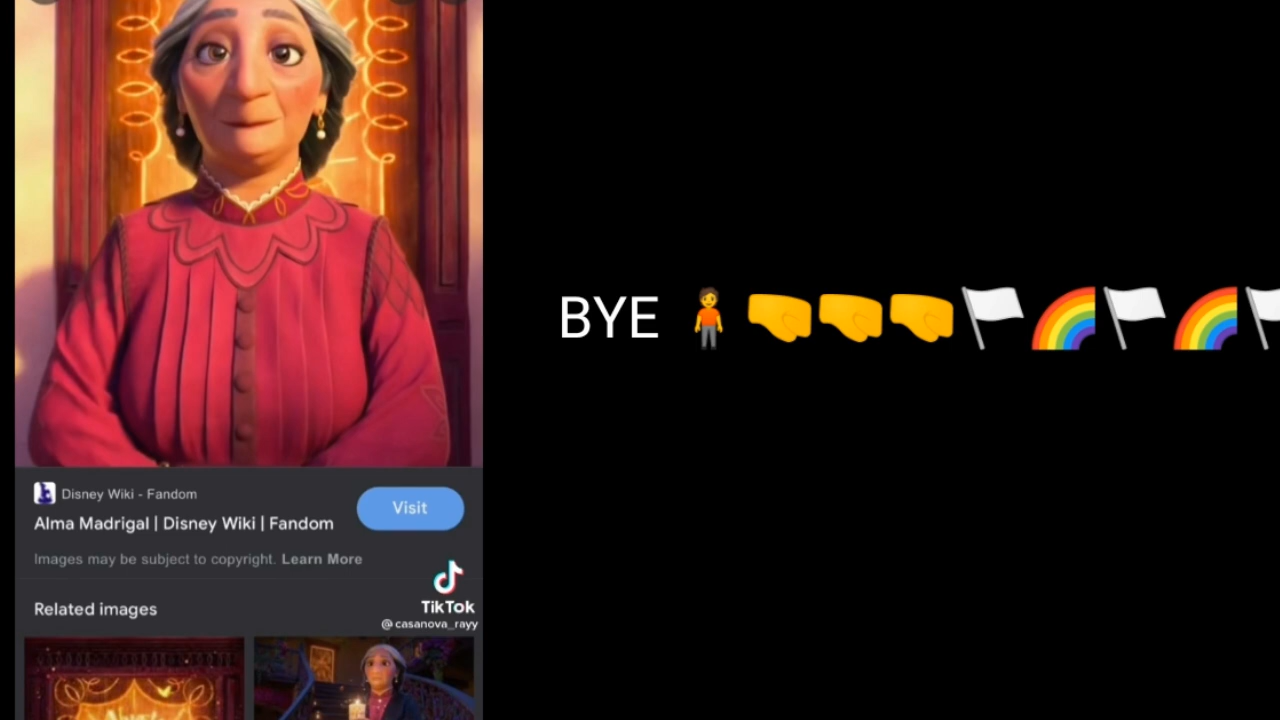 BYE 🧍👊👊👊🏳🌈🏳🌈🏳
Disney Wiki - Fandom
Visit
Alma Madrigal | Disney Wiki | Fandom
Images may be subject to copyright. Learn More
TikTok
@casanova_rayy
Related images